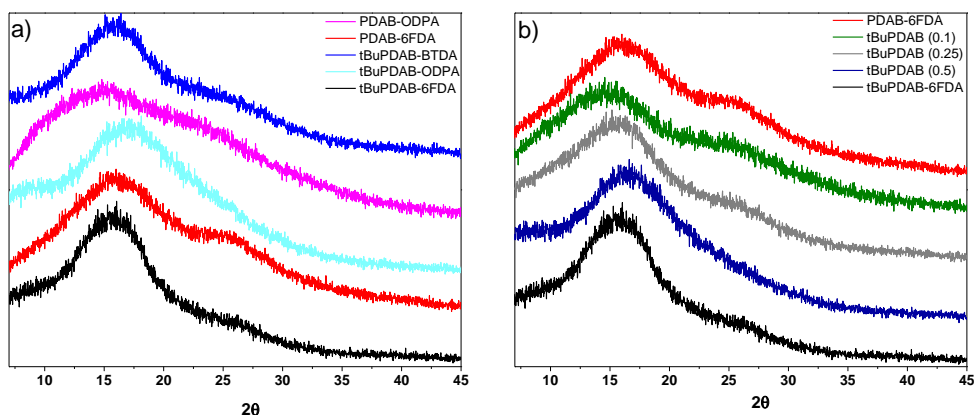 a)
PDAB-ODPA
PDAB-6FDA
tBuPDAB-BTDA
tBuPDAB-ODPA
tBuPDAB-6FDA
10 15 20 25 30 35 40 45
2θ
b)
PDAB-6FDA
tBuPDAB (0.1)
tBuPDAB (0.25)
tBuPDAB (0.5)
tBuPDAB-6FDA
10 15 20 25 30 35 40 45
2θ